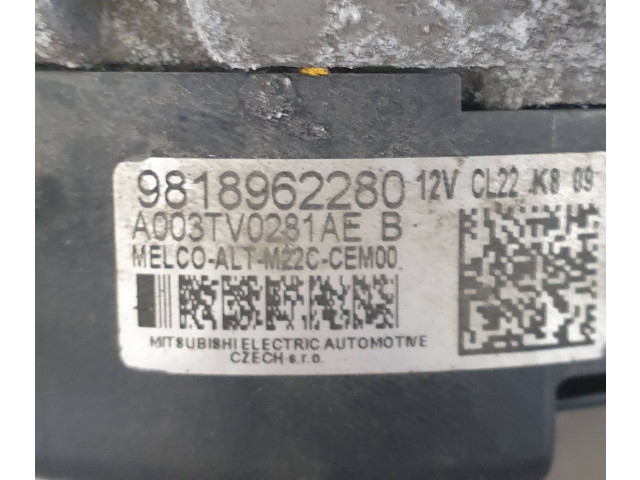 9818962280 12V CL22 K8 09
A003TV0281AE B
MELCO-ALT-M22C-CEM00
MITSUBISHI ELECTRIC AUTOMOTIVE
CZECH s.r.o.